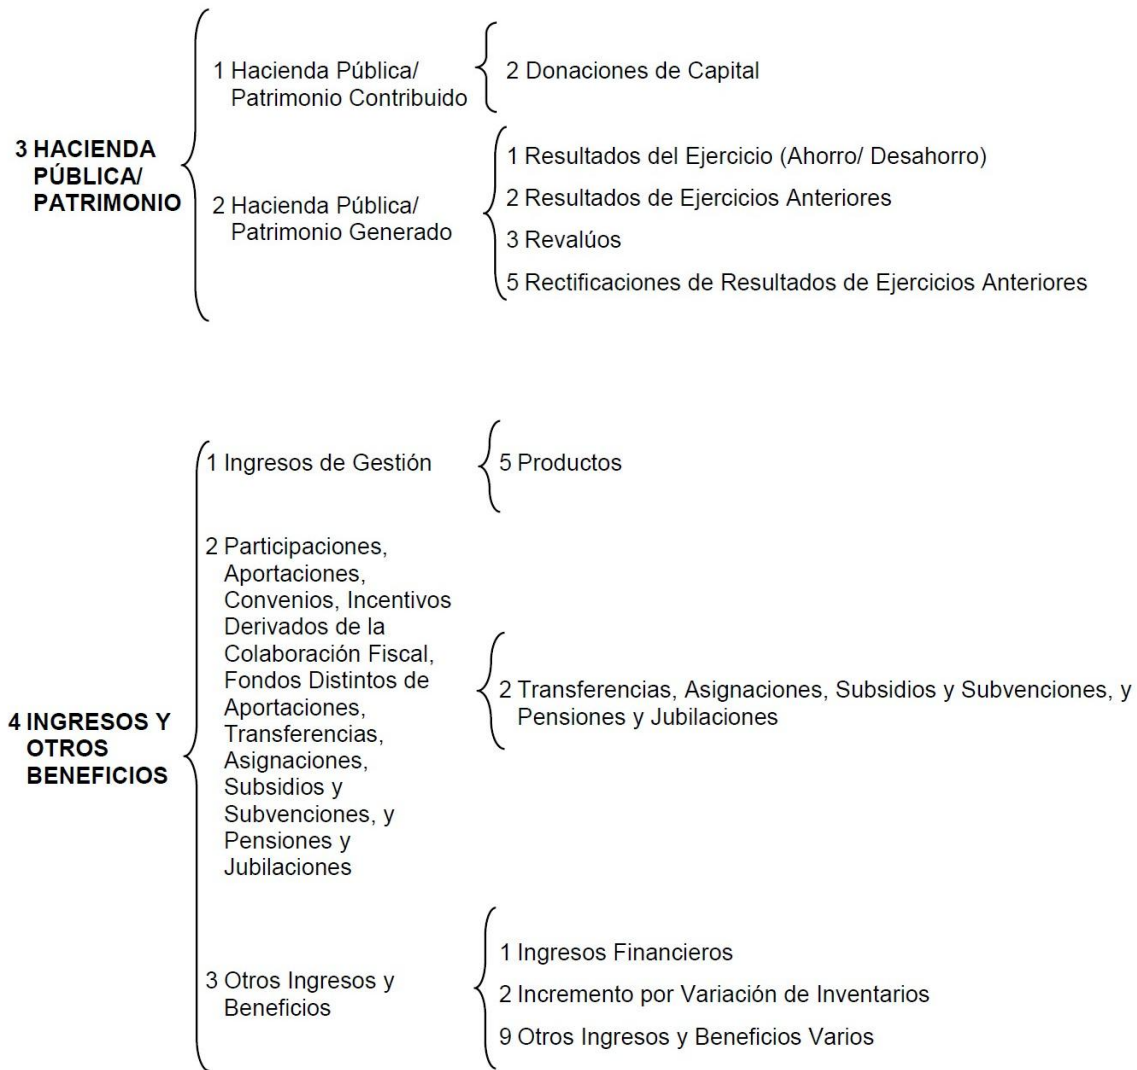 3 HACIENDA
PÚBLICA/
PATRIMONIO
1 Hacienda Pública/
Patrimonio Contribuido
2 Donaciones de Capital
2 Hacienda Pública/
Patrimonio Generado
1 Resultados del Ejercicio (Ahorro/ Desahorro)
2 Resultados de Ejercicios Anteriores
3 Revalúos
5 Rectificaciones de Resultados de Ejercicios Anteriores
4 INGRESOS Y
OTROS
BENEFICIOS
1 Ingresos de Gestión
5 Productos
2 Participaciones,
Aportaciones,
Convenios, Incentivos
Derivados de la
Colaboración Fiscal,
Fondos Distintos de
Aportaciones,
Transferencias,
Asignaciones,
Subsidios y
Subvenciones, y
Pensiones y
Jubilaciones
2 Transferencias, Asignaciones, Subsidios y Subvenciones, y
Pensiones y Jubilaciones
3 Otros Ingresos y
Beneficios
1 Ingresos Financieros
2 Incremento por Variación de Inventarios
9 Otros Ingresos y Beneficios Varios